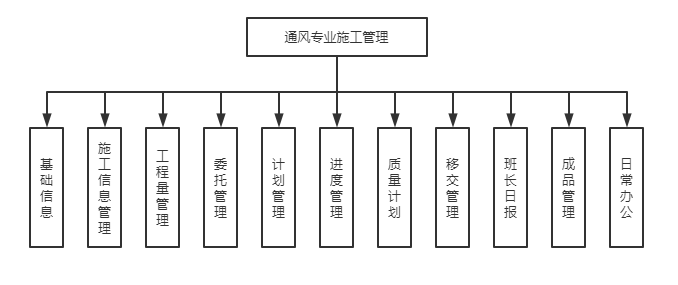 通风专业施工管理
基础信息
施工信息管理
工程量管理
委托管理
计划管理
进度管理
质量计划
移交管理
班长日报
成品管理
日常办公